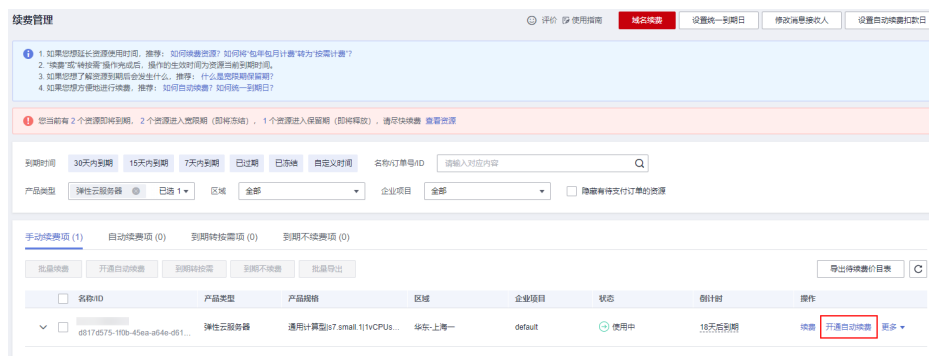 续费管理 评价 使用指南 域名续费 设置统一到期日 修改消息接收人 设置自动续费扣款日
1. 如果您想延长资源使用时间，推荐： 如何续费资源？ 如何将“包年包月计费”转为“按需计费”？
2. “续费”或“转按需”操作完成后，操作的生效时间为资源当前到期时间。
3. 如果您想了解资源到期后会发生什么，推荐： 什么是宽限期保留期？
4. 如果您想方便地进行续费，推荐： 如何自动续费？ 如何统一到期日？
您当前有 2 个资源即将到期， 2 个资源进入宽限期（即将冻结）， 1 个资源进入保留期（即将释放）， 请尽快续费 查看资源
到期时间 30天内到期 15天内到期 7天内到期 已过期 已冻结 自定义时间 名称/订单号/ID 请输入对应内容
产品类型 弹性云服务器 已选 1 区域 全部 企业项目 全部 隐藏有待支付订单的资源
手动续费项 (1) 自动续费项 (0) 到期转按需项 (0) 到期不续费项 (0)
批量续费 开通自动续费 到期转按需 到期不续费 批量导出 导出待续费价目表
名称/ID 产品类型 产品规格 区域 企业项目 状态 倒计时 操作
d817d575-1f0b-45ea-a64e-d61... 弹性云服务器 通用计算型|s7.small.1|1vCPUs... 华东-上海一 default 使用中 18天后到期 续费 开通自动续费 更多